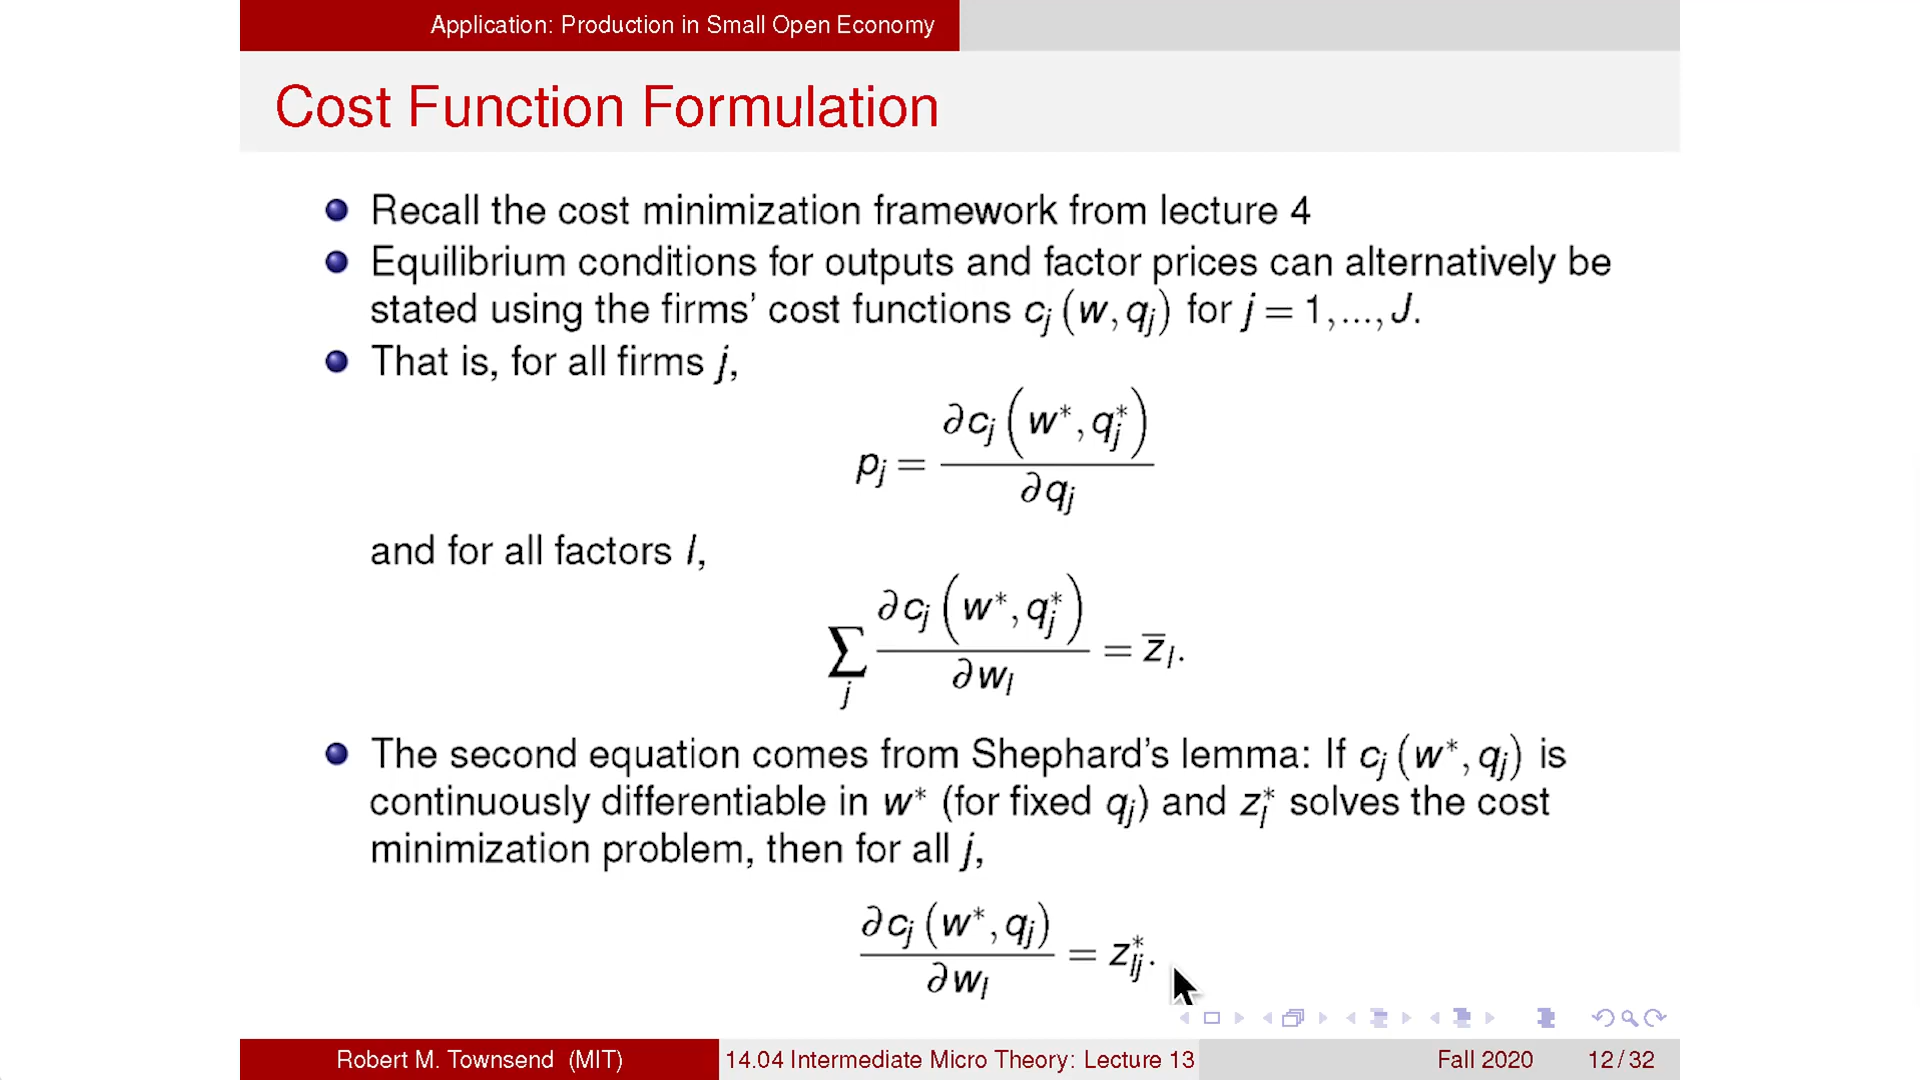 Application: Production in Small Open Economy
Cost Function Formulation
Recall the cost minimization framework from lecture 4
Equilibrium conditions for outputs and factor prices can alternatively be
stated using the firms' cost functions c_j (w, q_j) for j = 1, ..., J.
That is, for all firms j,
p_j = ∂c_j (w*, q_j*) / ∂q_j
and for all factors l,
∑_j ∂c_j (w*, q_j*) / ∂w_l = z̄_l.
The second equation comes from Shephard's lemma: If c_j (w*, q_j) is
continuously differentiable in w* (for fixed q_j) and z_l* solves the cost
minimization problem, then for all j,
∂c_j (w*, q_j) / ∂w_l = z_lj*.
Robert M. Townsend (MIT) 14.04 Intermediate Micro Theory: Lecture 13 Fall 2020 12 / 32